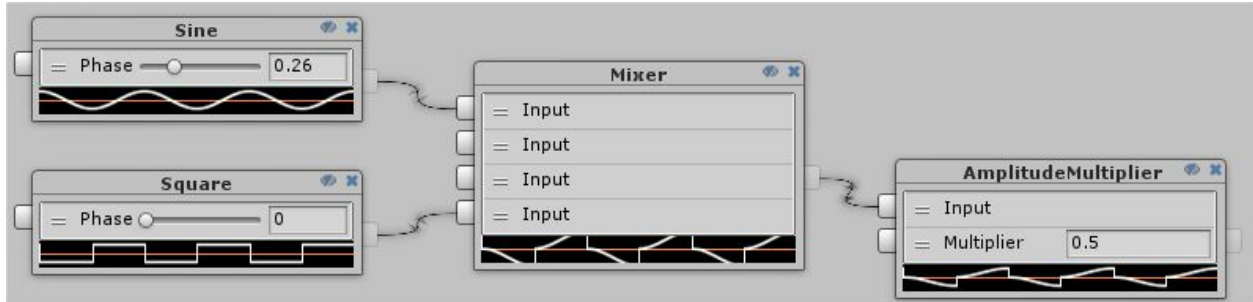 Sine
= Phase 0.26
Square
= Phase 0
Mixer
= Input
= Input
= Input
= Input
AmplitudeMultiplier
= Input
= Multiplier 0.5